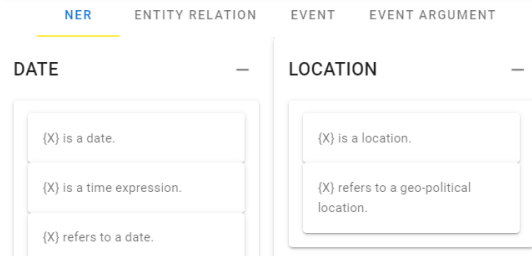 NER ENTITY RELATION EVENT EVENT ARGUMENT
DATE
{X} is a date.
{X} is a time expression.
{X} refers to a date.
LOCATION
{X} is a location.
{X} refers to a geo-political
location.